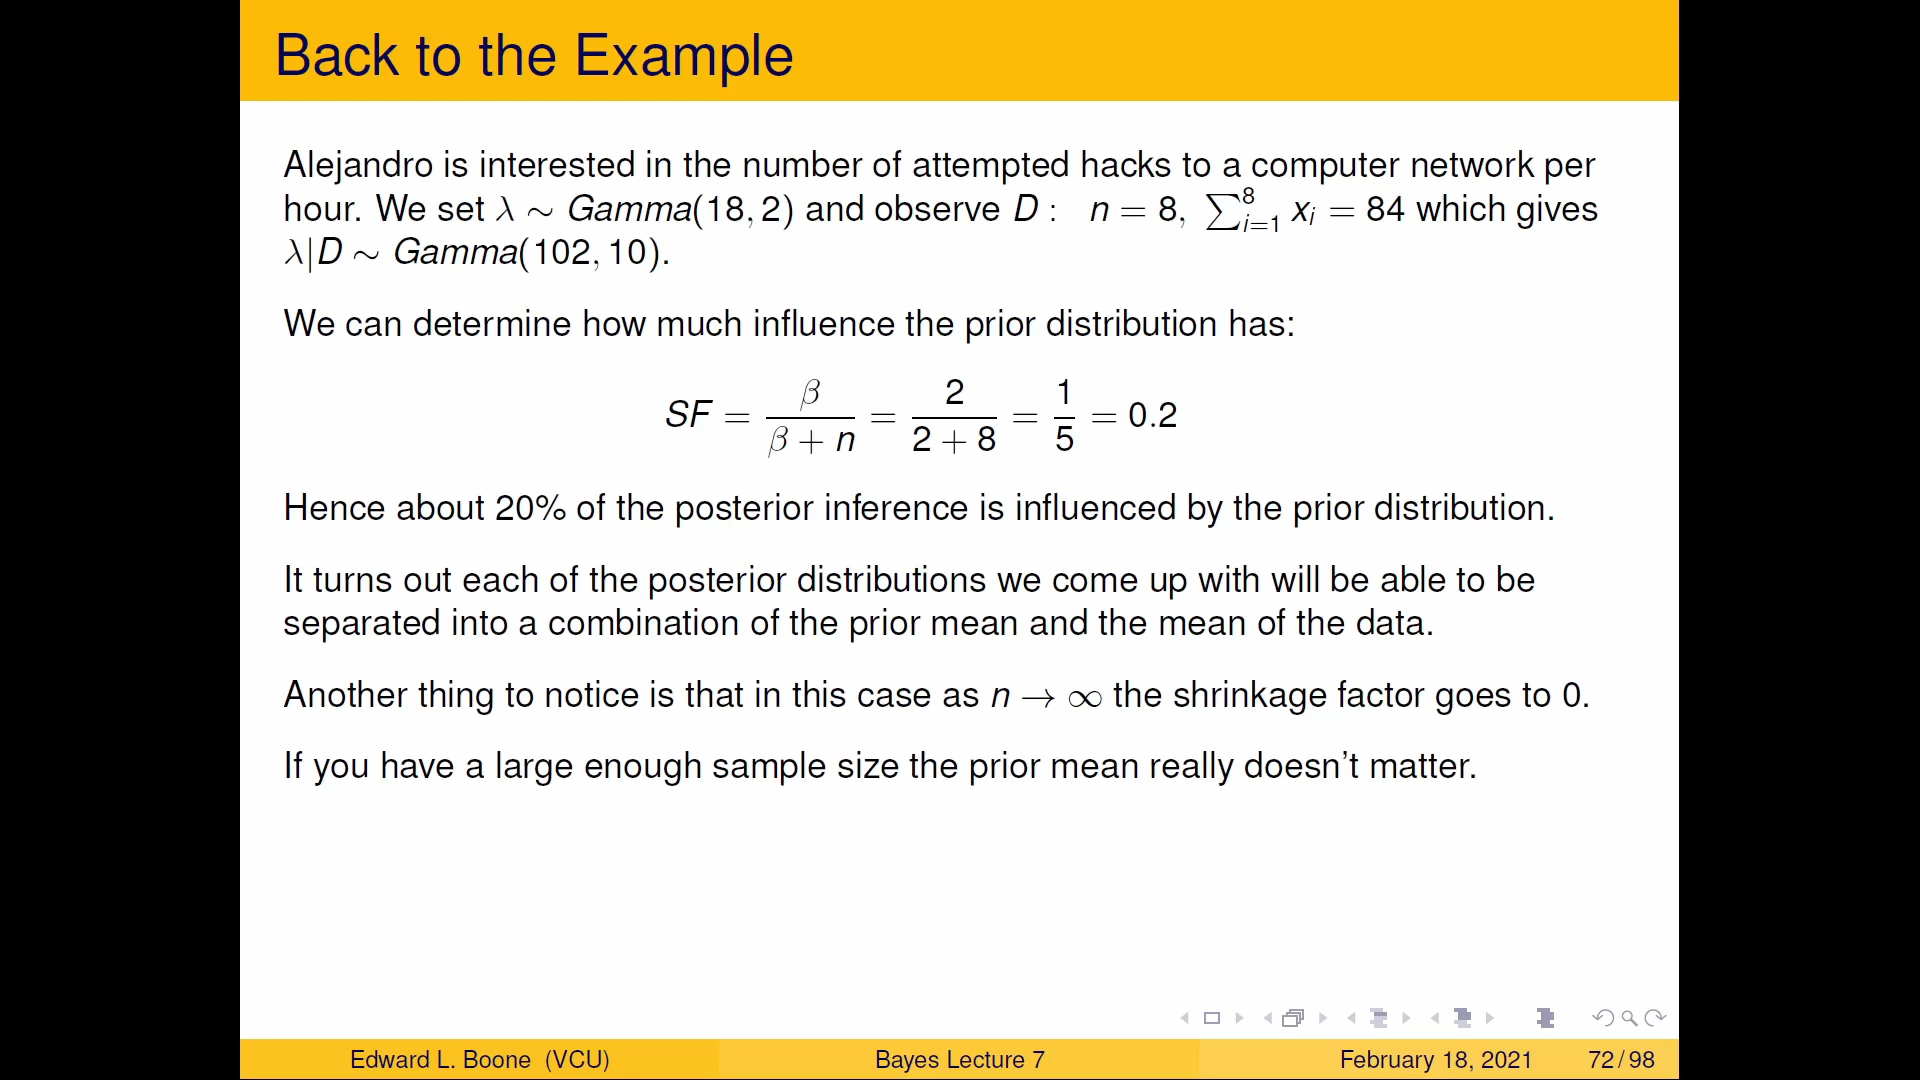 Back to the Example
Alejandro is interested in the number of attempted hacks to a computer network per
hour. We set λ ∼ Gamma(18, 2) and observe D : n = 8, ∑_{i=1}^{8} x_i = 84 which gives
λ|D ∼ Gamma(102, 10).
We can determine how much influence the prior distribution has:
SF = β/(β + n) = 2/(2 + 8) = 1/5 = 0.2
Hence about 20% of the posterior inference is influenced by the prior distribution.
It turns out each of the posterior distributions we come up with will be able to be
separated into a combination of the prior mean and the mean of the data.
Another thing to notice is that in this case as n → ∞ the shrinkage factor goes to 0.
If you have a large enough sample size the prior mean really doesn't matter.
Edward L. Boone (VCU) Bayes Lecture 7 February 18, 2021 72 / 98